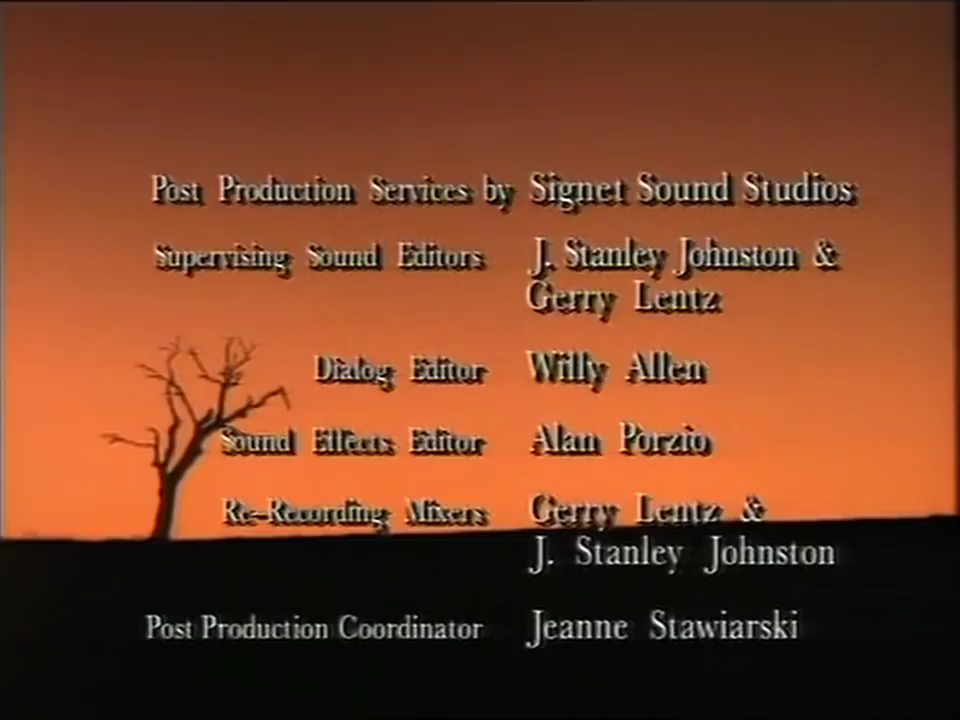 Post Production Services by Signet Sound Studios
Supervising Sound Editors J. Stanley Johnston &
Gerry Lentz
Dialog Editor Willy Allen
Sound Effects Editor Alan Porzio
Re-Recording Mixers Gerry Lentz &
J. Stanley Johnston
Post Production Coordinator Jeanne Stawiarski